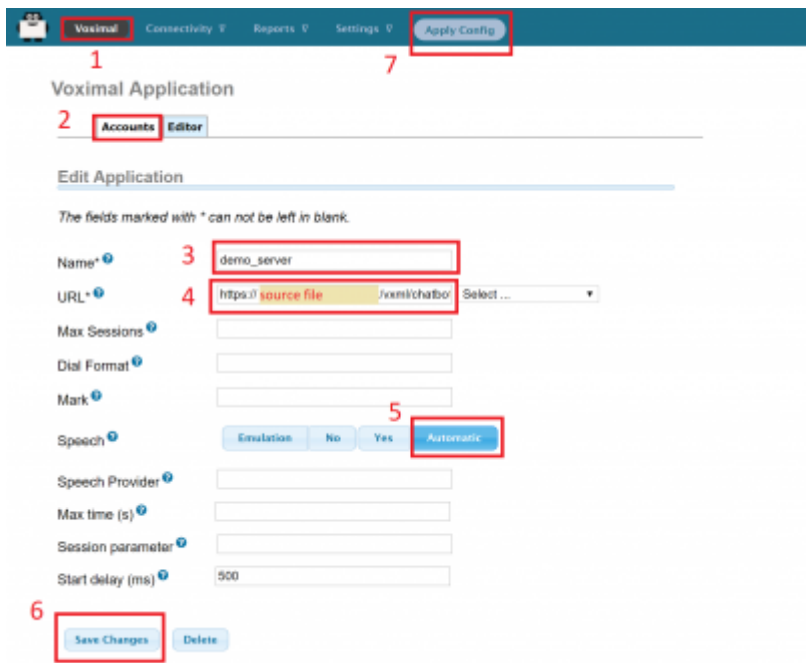 Voximal Connectivity Reports Settings Apply Config
1 7
Voximal Application
2 Accounts Editor
Edit Application
The fields marked with * can not be left in blank.
Name* 3 demo_server
URL* 4 https:// source file /vxml/chatbo Select ...
Max Sessions
Dial Format
Mark
5
Speech Emulation No Yes Automatic
Speech Provider
Max time (s)
Session parameter
Start delay (ms) 500
6
Save Changes Delete